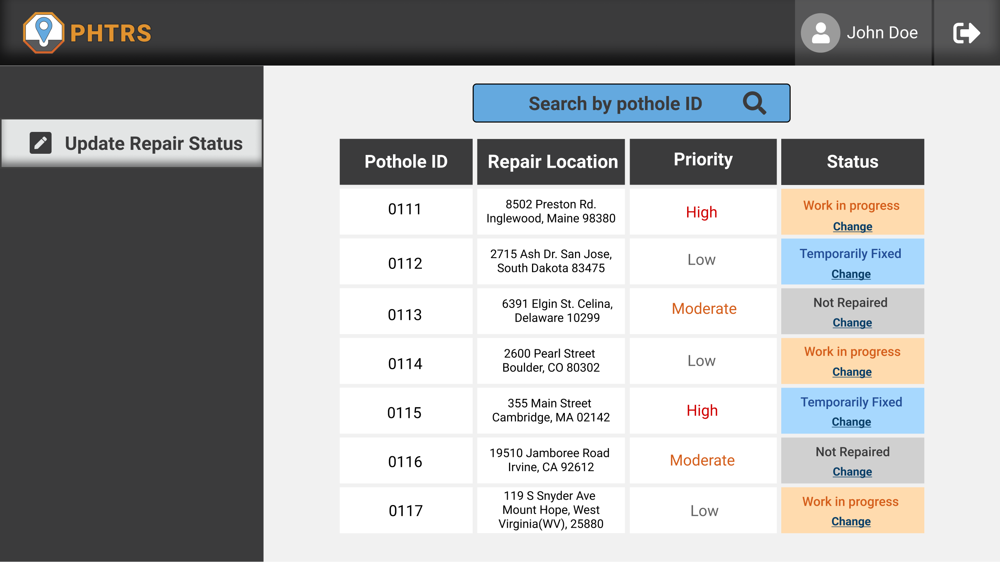 PHTRS
John Doe
Update Repair Status
Search by pothole ID
Pothole ID
Repair Location
Priority
Status
0111
8502 Preston Rd.
Inglewood, Maine 98380
High
Work in progress
Change
0112
2715 Ash Dr. San Jose,
South Dakota 83475
Low
Temporarily Fixed
Change
0113
6391 Elgin St. Celina,
Delaware 10299
Moderate
Not Repaired
Change
0114
2600 Pearl Street
Boulder, CO 80302
Low
Work in progress
Change
0115
355 Main Street
Cambridge, MA 02142
High
Temporarily Fixed
Change
0116
19510 Jamboree Road
Irvine, CA 92612
Moderate
Not Repaired
Change
0117
119 S Snyder Ave
Mount Hope, West
Virginia(WV), 25880
Low
Work in progress
Change